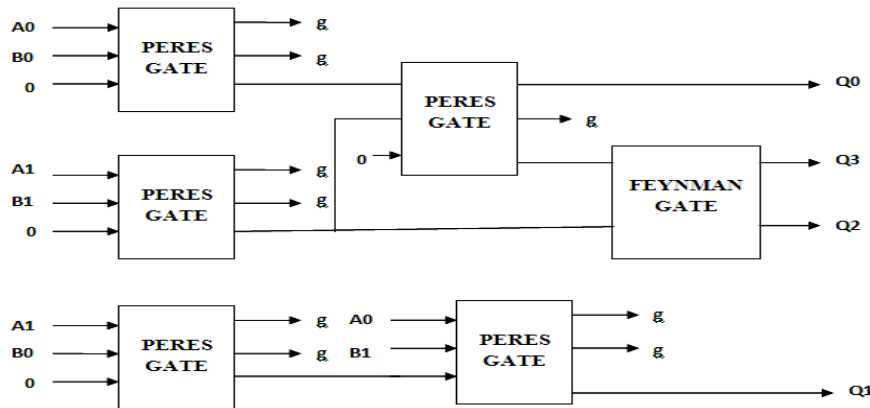 A0
g
B0
PERES
GATE
g
0
PERES
GATE
Q0
g
0
A1
g
B1
PERES
GATE
g
0
FEYNMAN
GATE
Q3
Q2
A1
g
A0
g
B0
PERES
GATE
g
B1
PERES
GATE
g
0
Q1